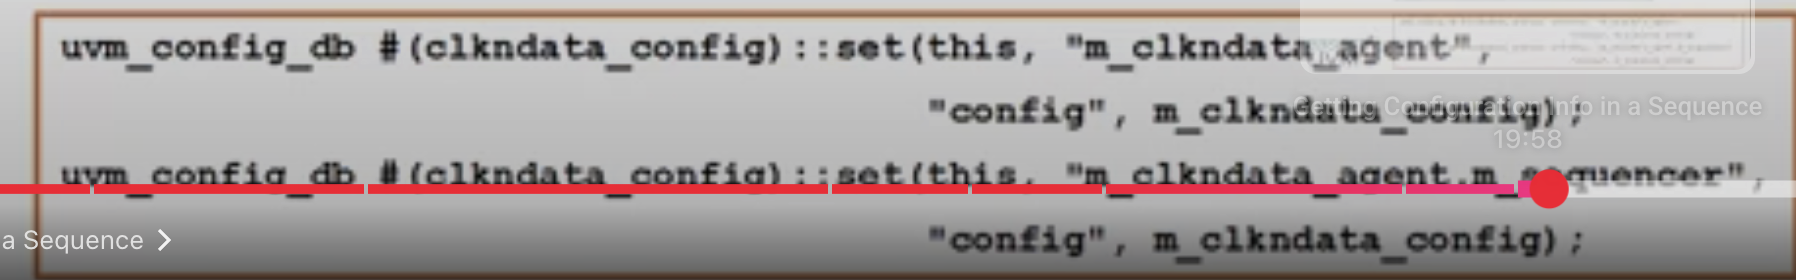 uvm_config_db #(clkndata_config)::set(this, "m_clkndata_agent",
"config", m_clkndata_config);
Getting Configuration Info in a Sequence
19:58
uvm_config_db #(clkndata_config)::set(this, "m_clkndata_agent.m_sequencer",
a Sequence
"config", m_clkndata_config);